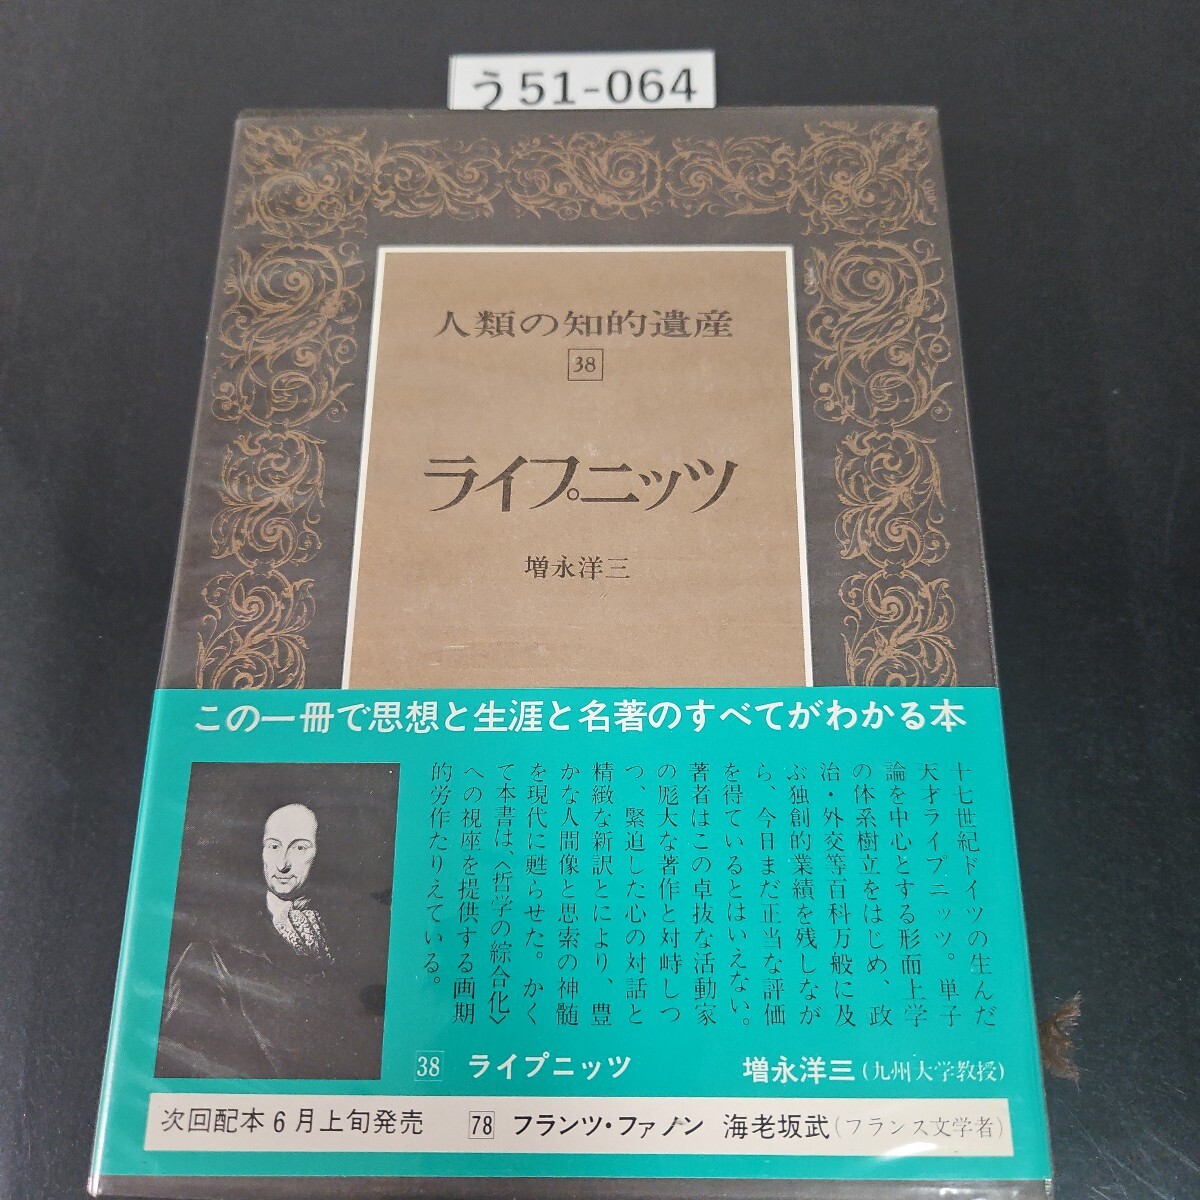 う51-064
人類の知的遺産
38
ライプニッツ
増永洋三
この一冊で思想と生涯と名著のすべてがわかる本
十七世紀ドイツの生んだ
天才ライプニッツ。単子
論を中心とする形而上学
の体系樹立をはじめ、政
治・外交等百科万般に及
ぶ独創的業績を残しなが
ら、今日まだ正当な評価
を得ているとはいえない。
著者はこの卓抜な活動家
の厖大な著作と対峙しつ
つ、緊迫した心の対話と
精緻な新訳とにより、豊
かな人間像と思索の神髄
を現代に甦らせた。かく
て本書は、〈哲学の綜合化〉
への視座を提供する画期
的労作たりえている。
38 ライプニッツ 増永洋三(九州大学教授)
次回配本6月上旬発売 78 フランツ・ファノン 海老坂武(フランス文学者)